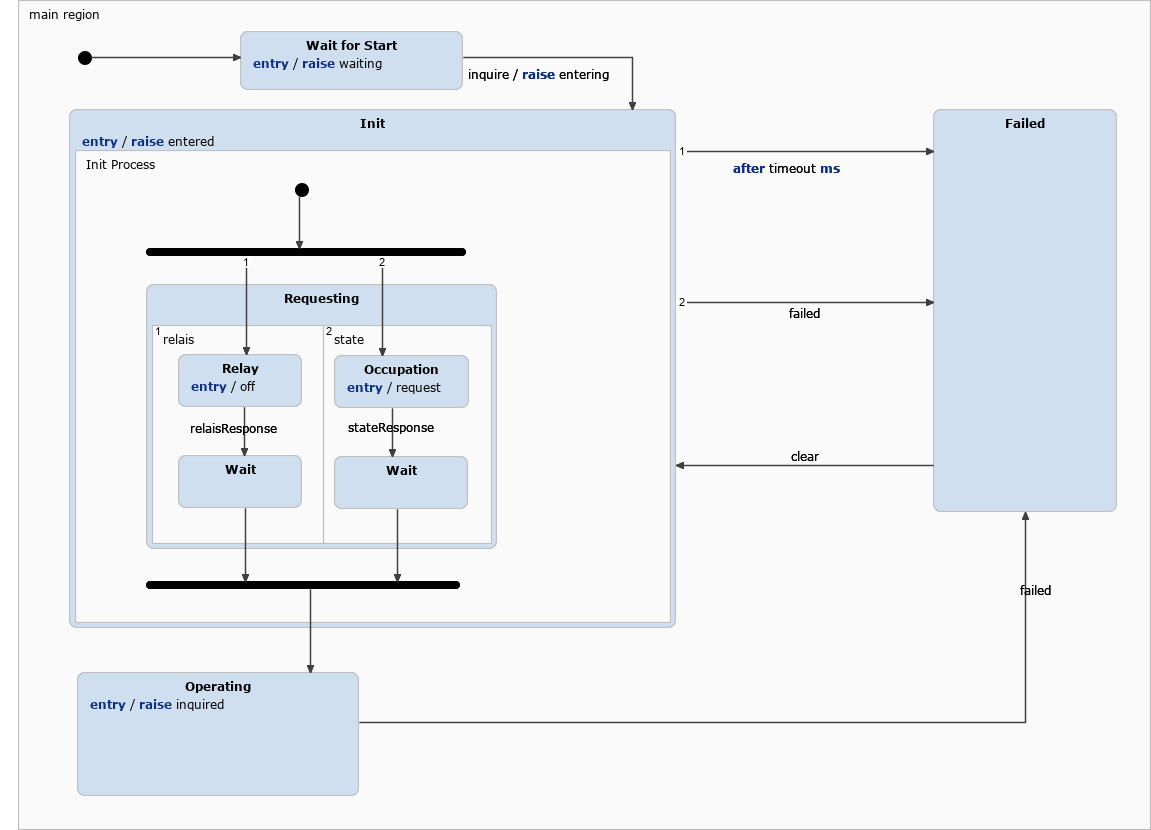 main region
Wait for Start
entry / raise waiting
inquire / raise entering
Init
entry / raise entered
Init Process
1
2
Requesting
1
relais
2
state
Relay
entry / off
Occupation
entry / request
relaisResponse
stateResponse
Wait
Wait
1
after timeout ms
2
failed
clear
Failed
failed
Operating
entry / raise inquired